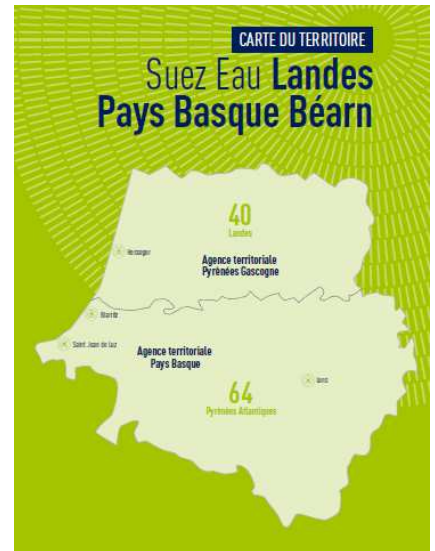 CARTE DU TERRITOIRE
Suez Eau Landes
Pays Basque Béarn
40
Landes
Agence territoriale
Pyrénées Gascogne
Biarritz
Saint Jean de luz
Agence territoriale
Pays Basque
64
Pyrénées Atlantiques